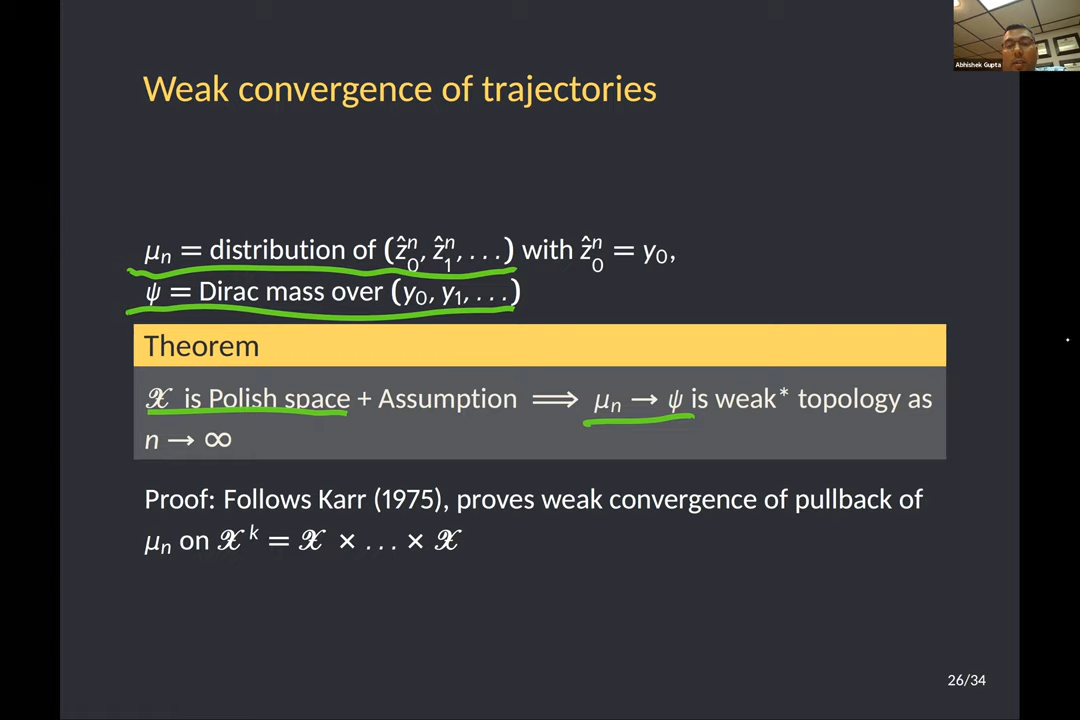 Abhishek Gupta
Weak convergence of trajectories
μₙ = distribution of (ẑ₀ⁿ, ẑ₁ⁿ, . . .) with ẑ₀ⁿ = y₀,
ψ = Dirac mass over (y₀, y₁, . . .)
Theorem
𝒳 is Polish space + Assumption ⟹ μₙ → ψ is weak* topology as
n → ∞
Proof: Follows Karr (1975), proves weak convergence of pullback of
μₙ on 𝒳ᵏ = 𝒳 × . . . × 𝒳
26/34